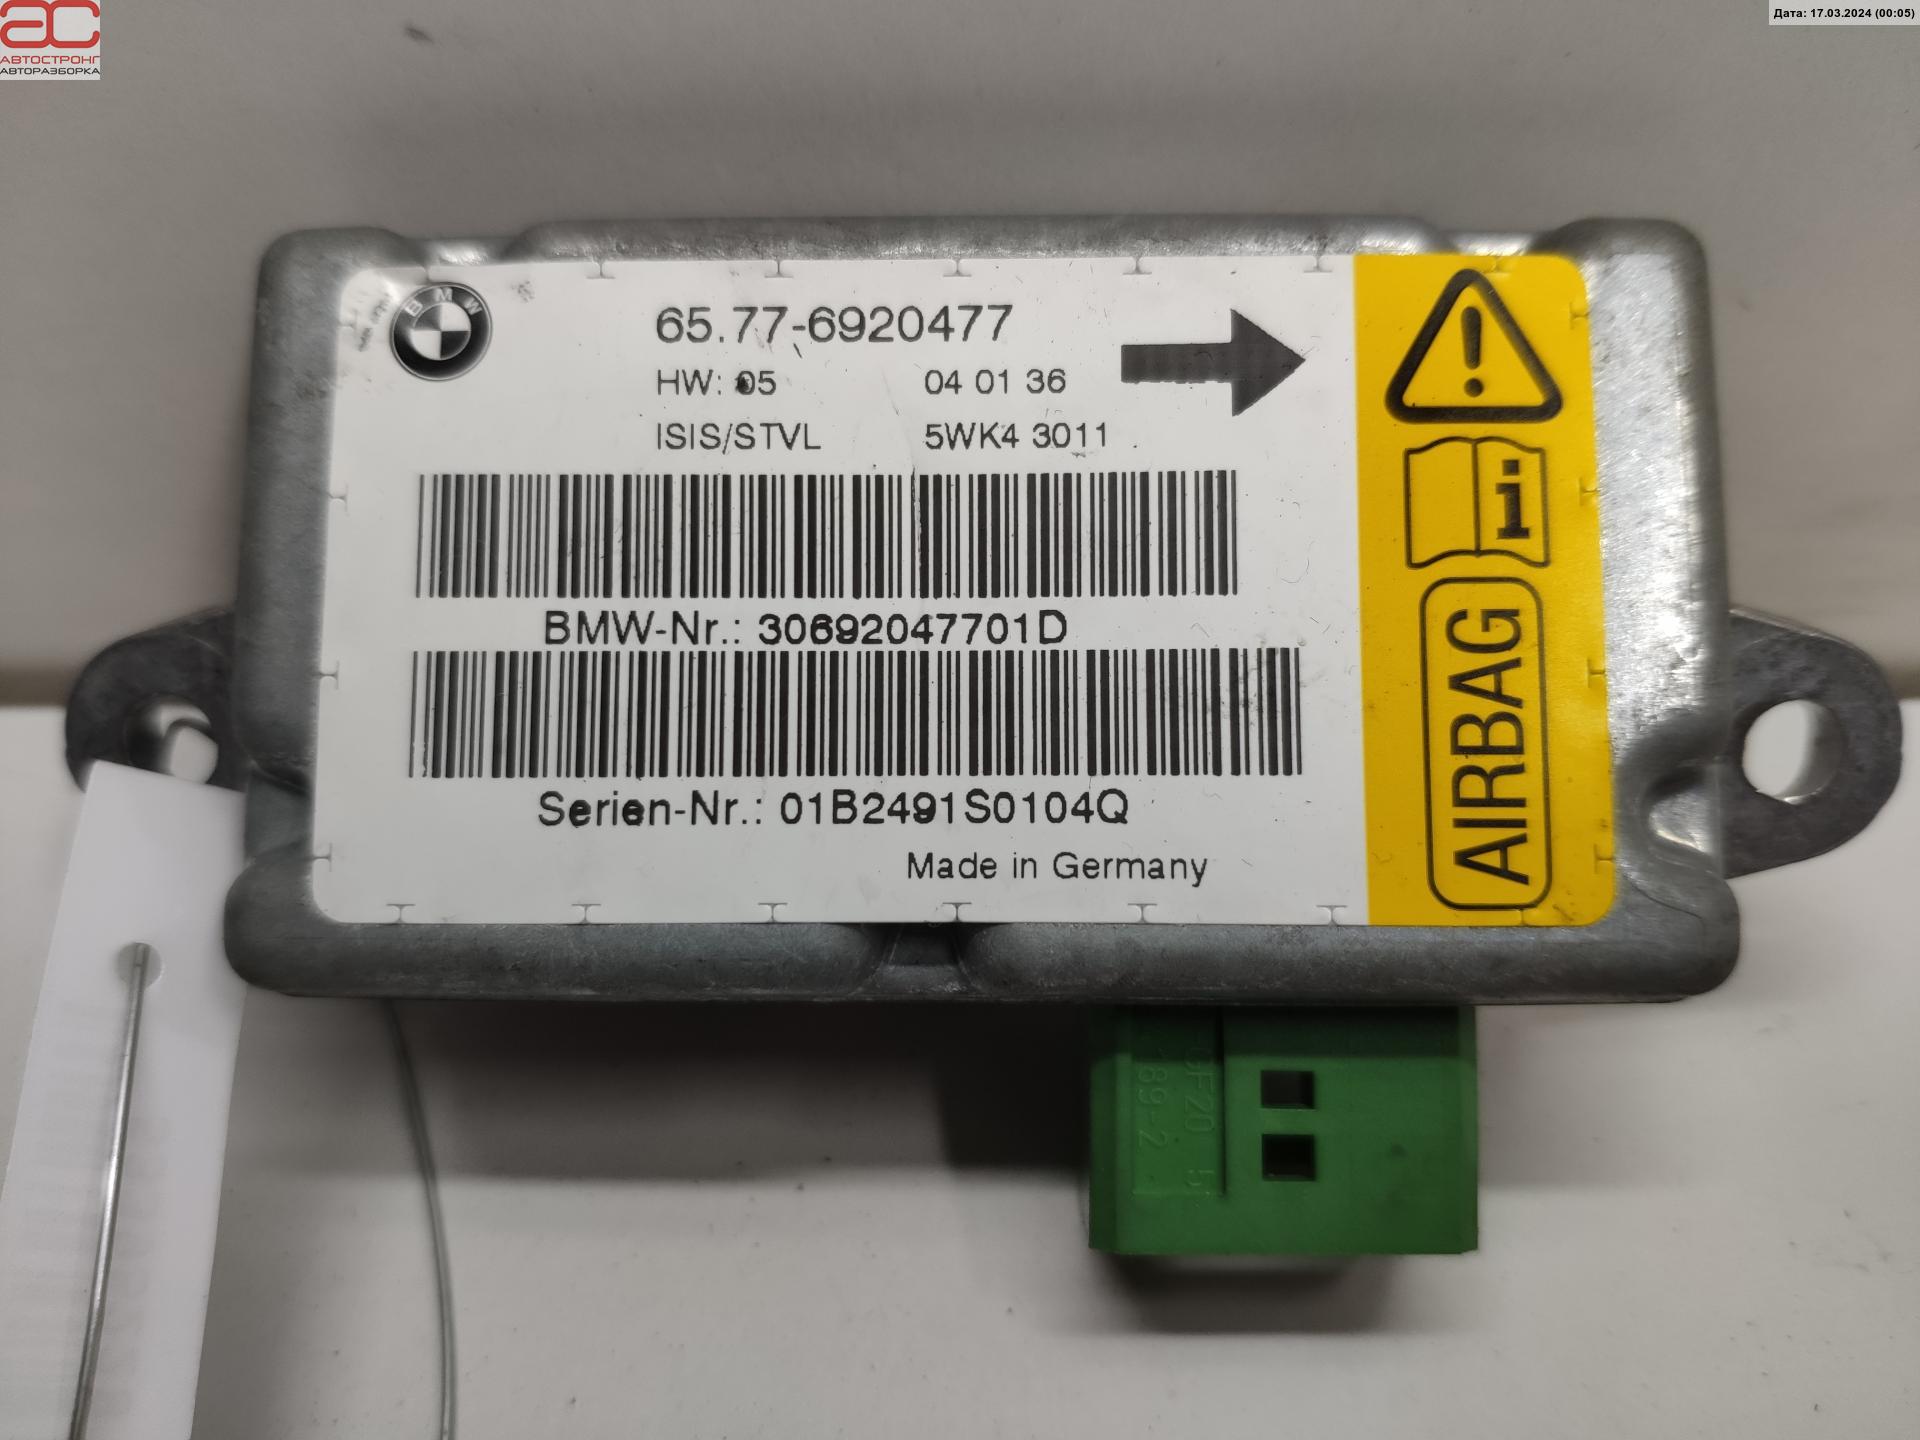 АВТОСТРОНГ
АВТОРАЗБОРКА
Дата: 17.03.2024 (00:05)
BMW
65.77-6920477
HW: 05 04 01 36
ISIS/STVL 5WK4 3011
BMW-Nr.: 30692047701D
Serien-Nr.: 01B2491S0104Q
Made in Germany
AIRBAG